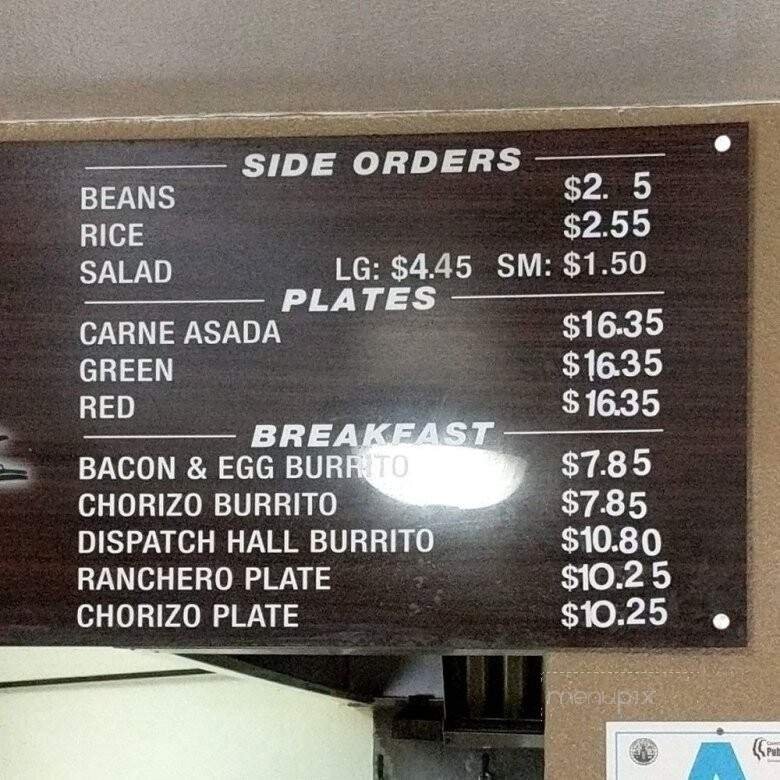 SIDE ORDERS
BEANS $2. 5
RICE $2.55
SALAD LG: $4.45 SM: $1.50
PLATES
CARNE ASADA $16.35
GREEN $16.35
RED $16.35
BREAKFAST
BACON & EGG BURRITO $7.85
CHORIZO BURRITO $7.85
DISPATCH HALL BURRITO $10.80
RANCHERO PLATE $10.25
CHORIZO PLATE $10.25
menupix
A